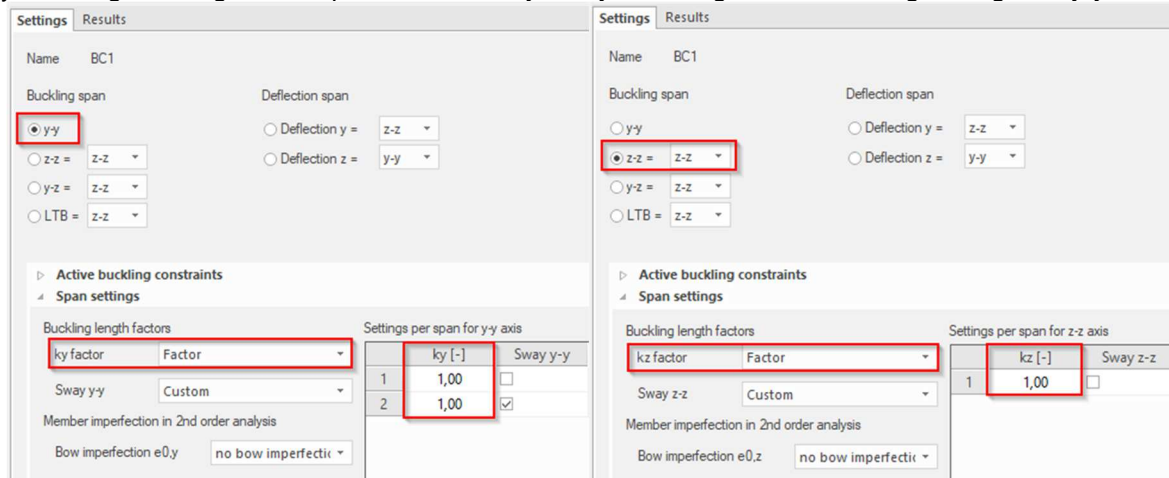 Settings Results
Name BC1
Buckling span Deflection span
y-y Deflection y = z-z
z-z = z-z Deflection z = y-y
y-z = z-z
LTB = z-z
Active buckling constraints
Span settings
Buckling length factors Settings per span for y-y axis
ky factor Factor ky [-] Sway y-y
1 1,00
Sway y-y Custom 2 1,00
Member imperfection in 2nd order analysis
Bow imperfection e0,y no bow imperfectic
Settings Results
Name BC1
Buckling span Deflection span
y-y Deflection y = z-z
z-z = z-z Deflection z = y-y
y-z = z-z
LTB = z-z
Active buckling constraints
Span settings
Buckling length factors Settings per span for z-z axis
kz factor Factor kz [-] Sway z-z
Sway z-z Custom 1 1,00
Member imperfection in 2nd order analysis
Bow imperfection e0,z no bow imperfectic